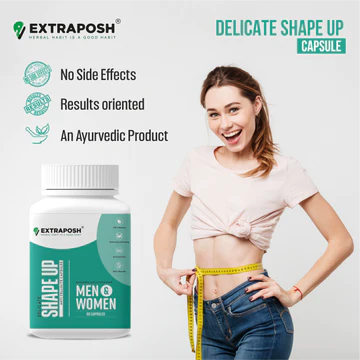 EXTRAPOSH®
HERBAL HABIT IS A GOOD HABIT
DELICATE SHAPE UP
CAPSULE
No Side Effects
Results oriented
An Ayurvedic Product
EXTRAPOSH®
SHAPE UP
MEN &
WOMEN
60 CAPSULES